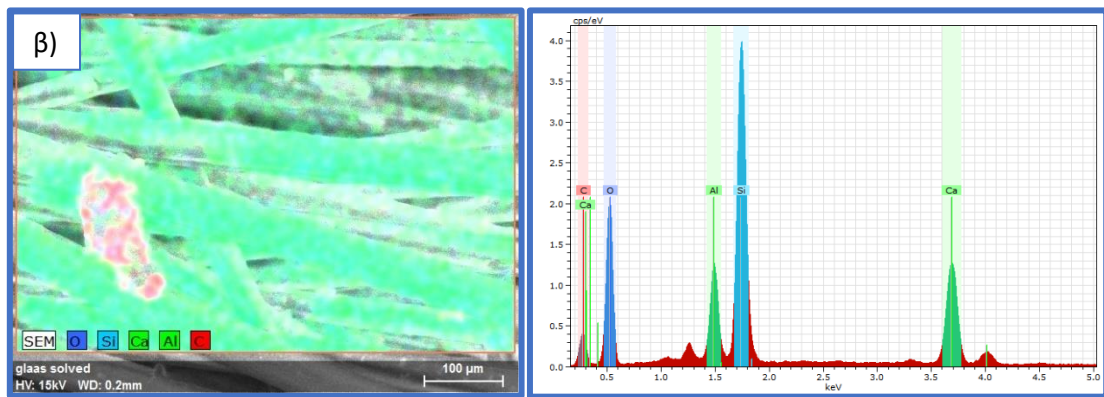 β)
SEM O Si Ca Al C
glaas solved
HV: 15kV WD: 0.2mm
100 µm
cps/eV
4.0
3.5
3.0
2.5
2.0
1.5
1.0
0.5
0.0
C O Al Si Ca
Ca
0.5 1.0 1.5 2.0 2.5 3.0 3.5 4.0 4.5 5.0
keV